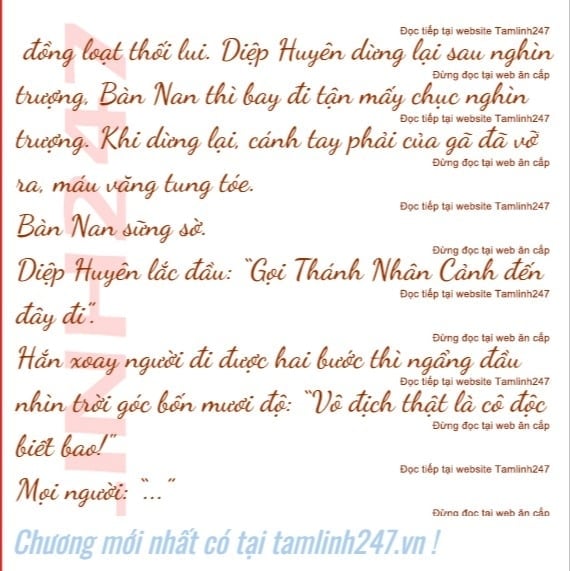 Đọc tiếp tại website Tamlinh247
đồng loạt thối lui. Diệp Huyên dừng lại sau nghìn
Đừng đọc tại web ăn cắp
trượng, Bàn Nan thì bay đi tận mấy chục nghìn
Đọc tiếp tại website Tamlinh247
trượng. Khi dừng lại, cánh tay phải của gã đã vỡ
Đừng đọc tại web ăn cắp
ra, máu văng tung tóe.
Đọc tiếp tại website Tamlinh247
Bàn Nan sững sờ.
Đừng đọc tại web ăn cắp
Diệp Huyên lắc đầu: “Gọi Thánh Nhân Cảnh đến
Đọc tiếp tại website Tamlinh247
đây đi”.
Đừng đọc tại web ăn cắp
Hắn xoay người đi được hai bước thì ngẩng đầu
Đọc tiếp tại website Tamlinh247
nhìn trời góc bốn mươi độ: “Vô địch thật là cô độc
Đừng đọc tại web ăn cắp
biết bao!”
Đọc tiếp tại website Tamlinh247
Mọi người: “...”
Đừng đọc tại web ăn cắp
Chương mới nhất có tại tamlinh247.vn !
INH247